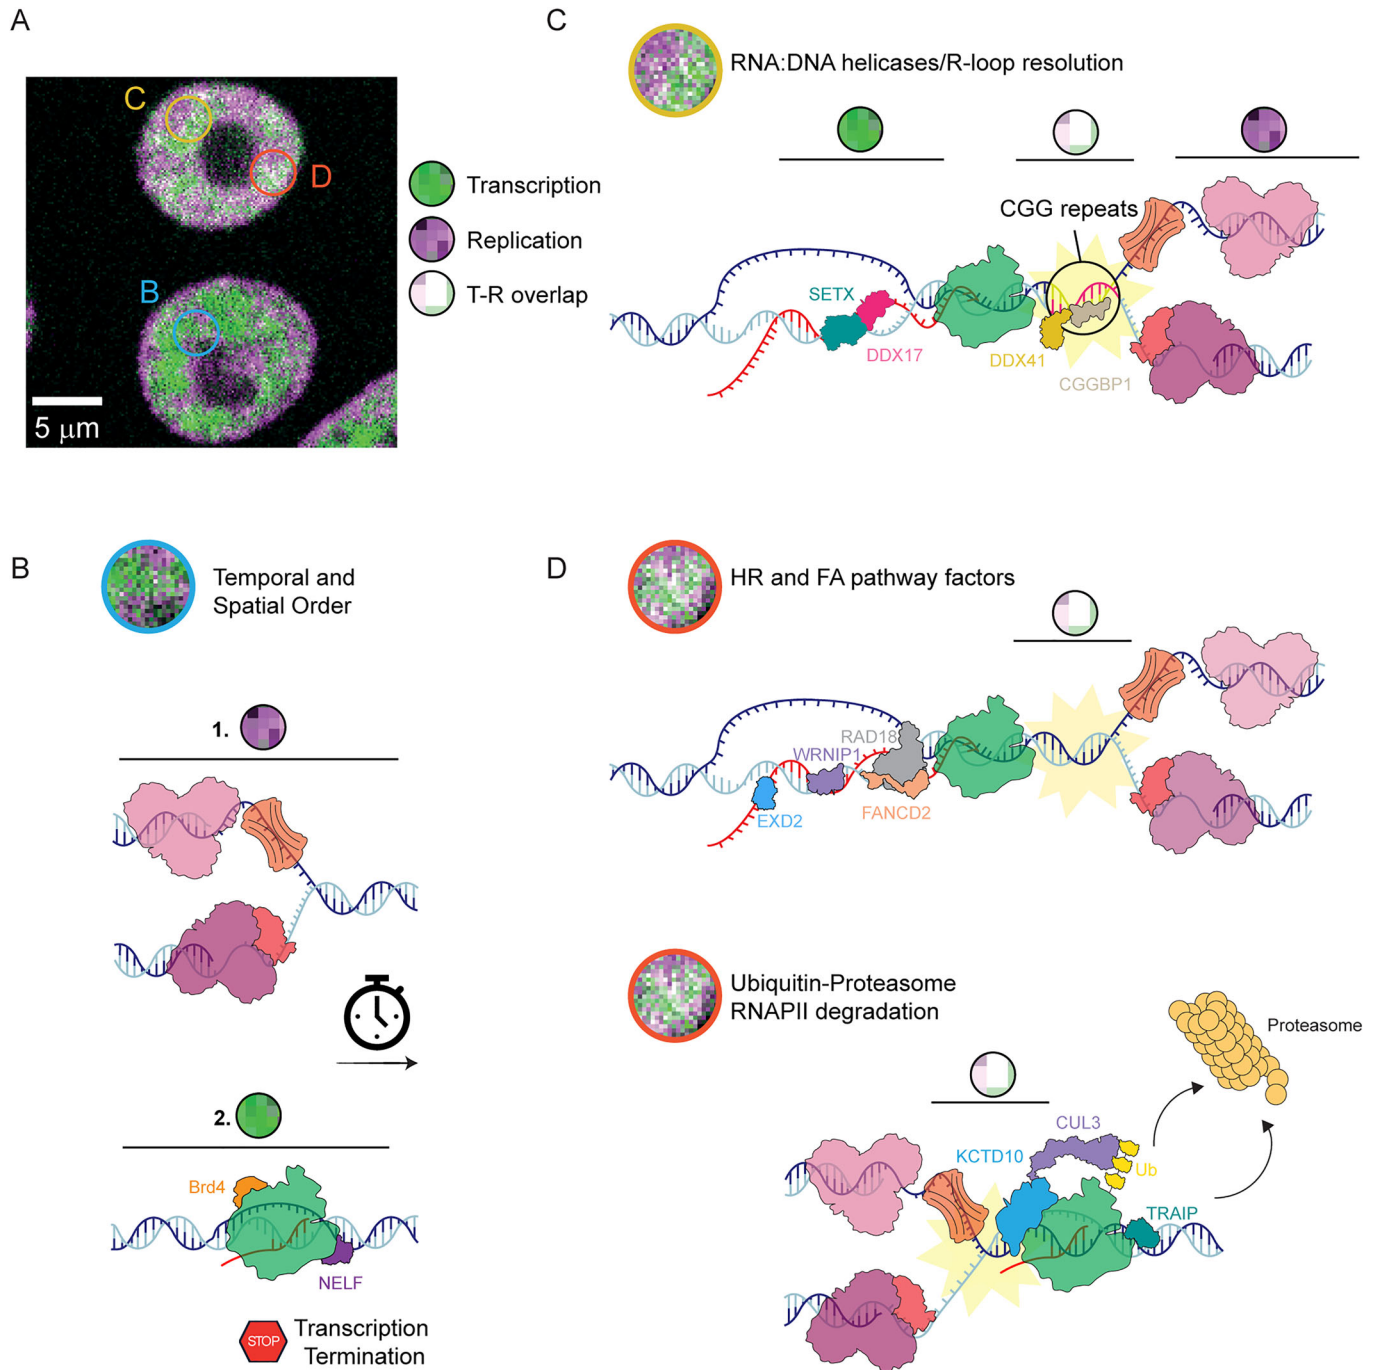 A
C
D
B
5 μm
Transcription
Replication
T-R overlap
B
Temporal and
Spatial Order
1.
2.
Brd4
NELF
STOP
Transcription
Termination
C
RNA:DNA helicases/R-loop resolution
CGG repeats
SETX
DDX17
DDX41
CGGBP1
D
HR and FA pathway factors
RAD18
WRNIP1
EXD2
FANCD2
Ubiquitin-Proteasome
RNAPII degradation
Proteasome
CUL3
KCTD10
Ub
TRAIP